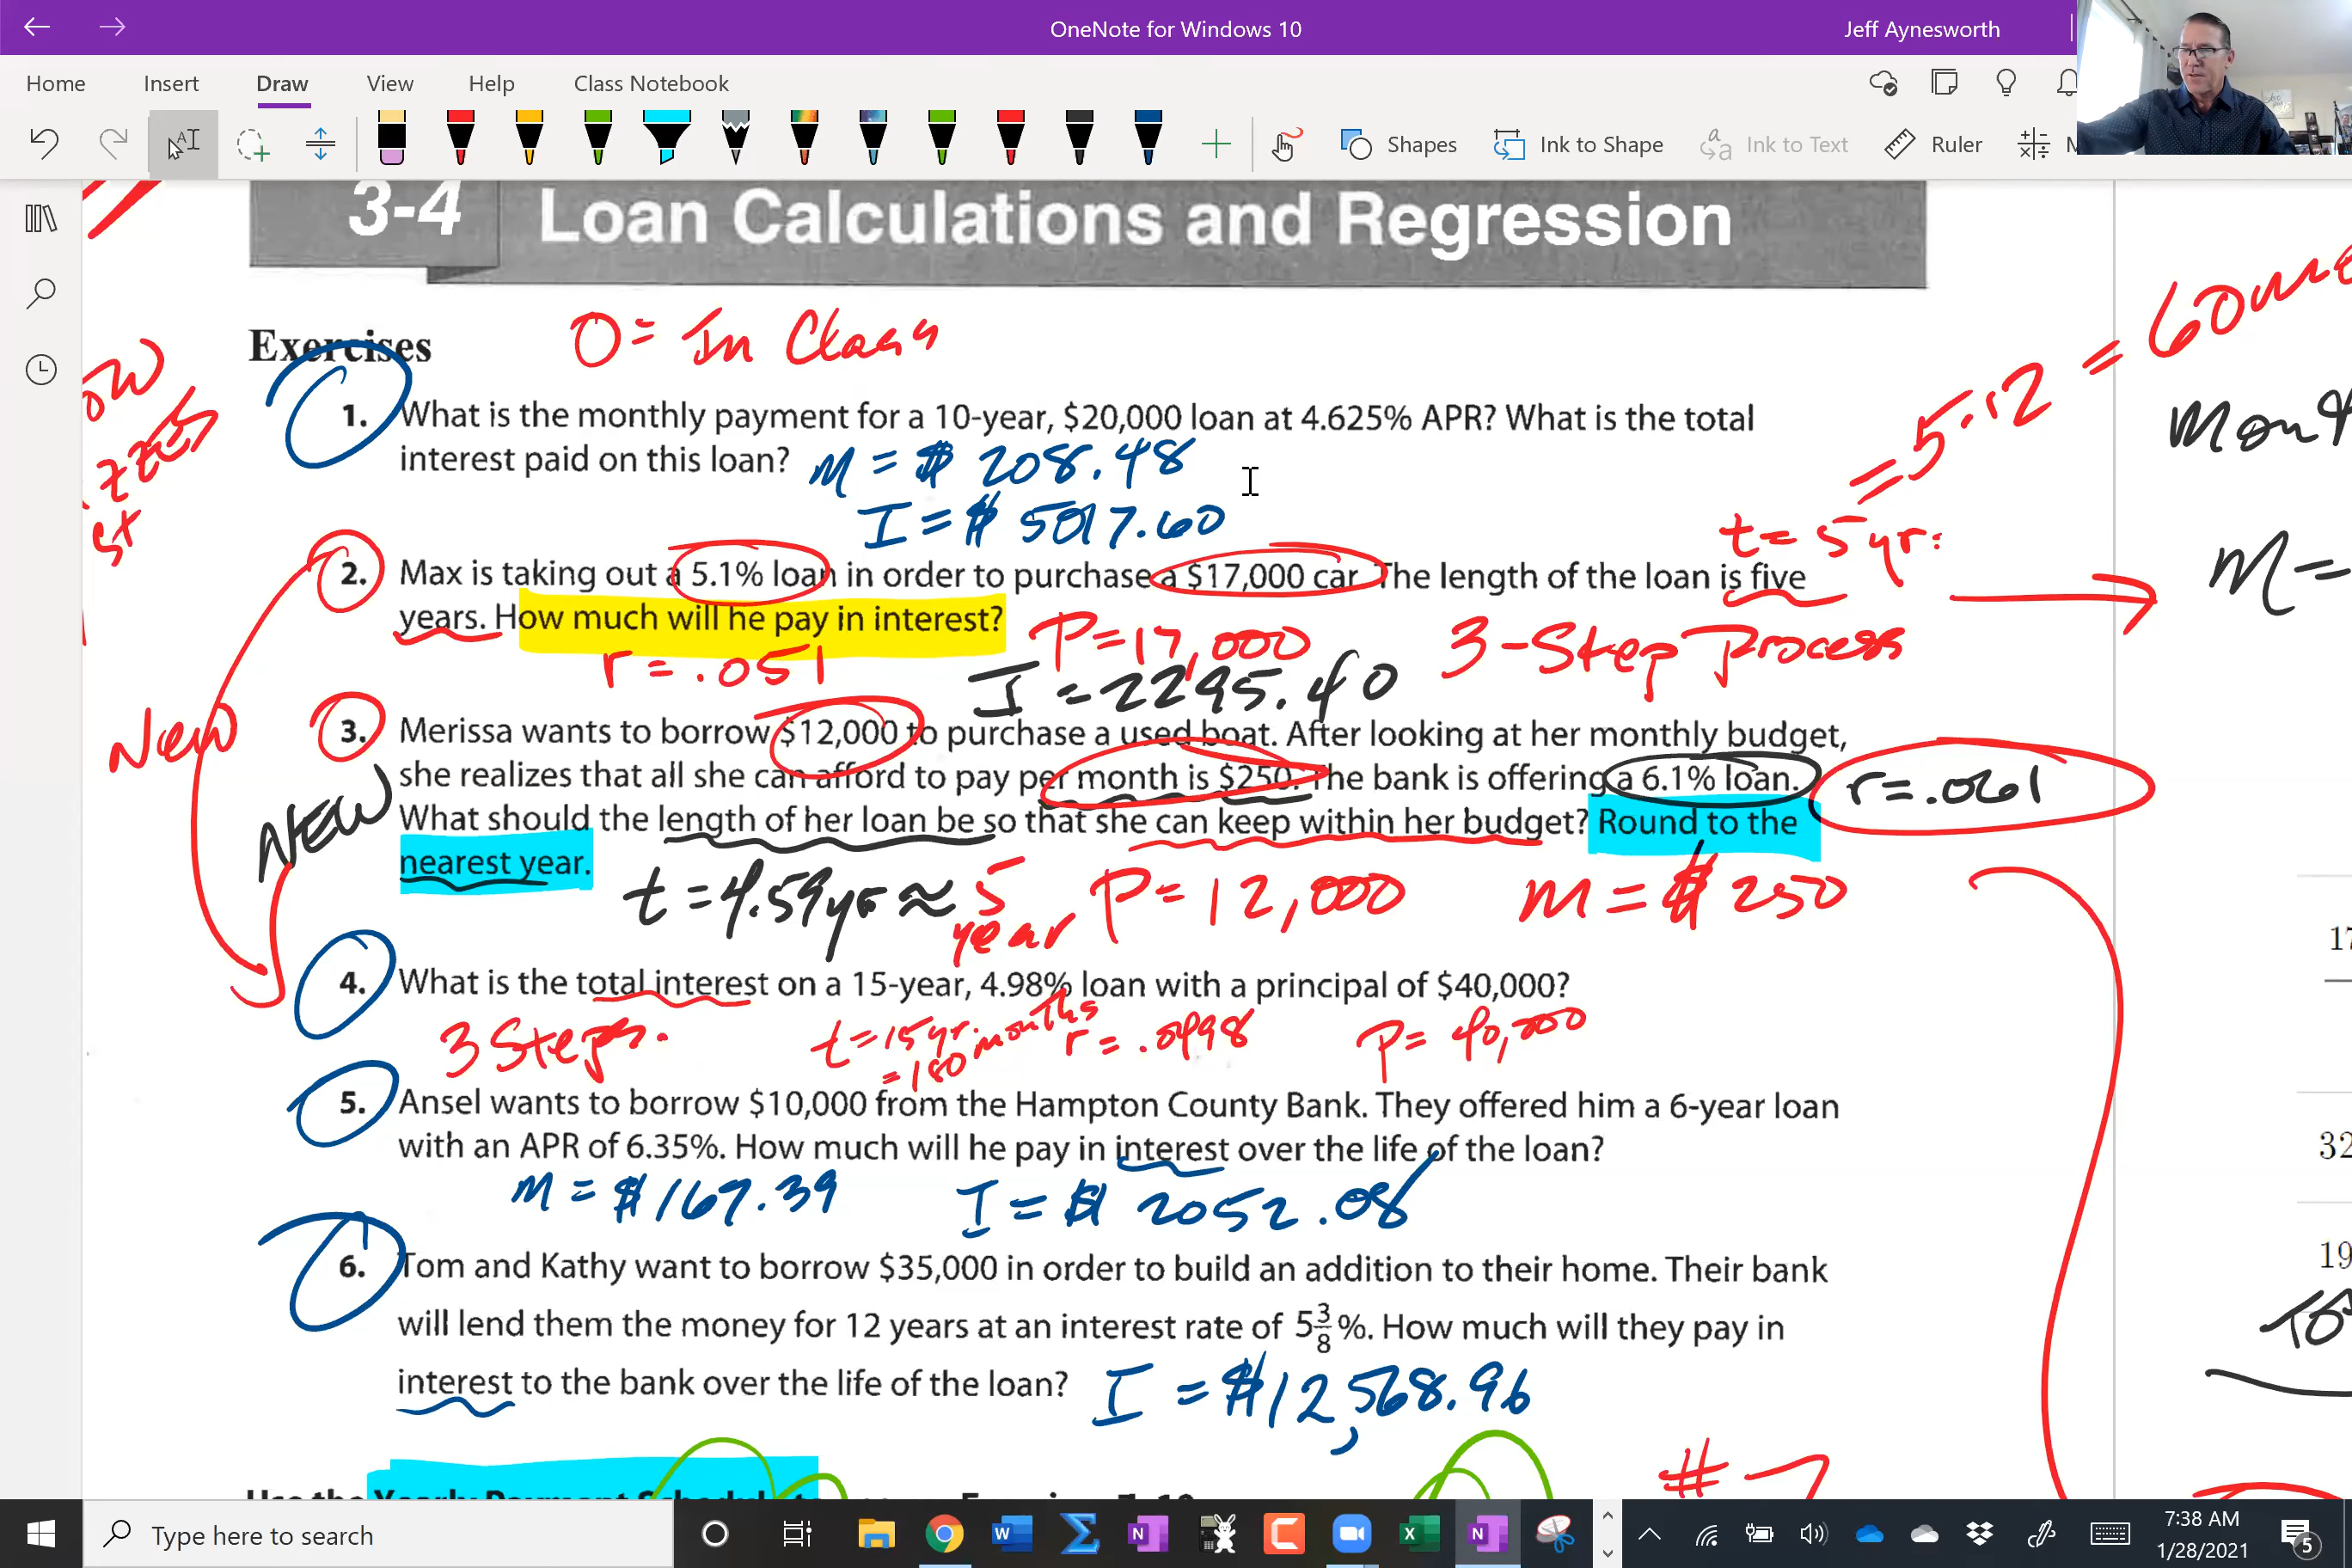 OneNote for Windows 10
Jeff Aynesworth
Home Insert Draw View Help Class Notebook
Shapes Ink to Shape Ink to Text Ruler
3-4 Loan Calculations and Regression
Exercises
O = In Class
1. What is the monthly payment for a 10-year, $20,000 loan at 4.625% APR? What is the total
interest paid on this loan? M = $ 208.48
I = $ 5017.60
= 5·12 =
t = 5 yr.
2. Max is taking out a 5.1% loan in order to purchase a $17,000 car. The length of the loan is five
years. How much will he pay in interest?
r = .051 P = 17,000 3-Step Process
I = 2295.40
M =
New
3. Merissa wants to borrow $12,000 to purchase a used boat. After looking at her monthly budget,
she realizes that all she can afford to pay per month is $250. The bank is offering a 6.1% loan. r = .061
What should the length of her loan be so that she can keep within her budget? Round to the
nearest year.
NEW
t = 4.59yr ≈ 5 year P = 12,000 M = $ 250
4. What is the total interest on a 15-year, 4.98% loan with a principal of $40,000?
3 Steps. t = 15 yr. = 180 months r = .0498 P = 40,000
5. Ansel wants to borrow $10,000 from the Hampton County Bank. They offered him a 6-year loan
with an APR of 6.35%. How much will he pay in interest over the life of the loan?
M = $167.39 I = $ 2052.08
6. Tom and Kathy want to borrow $35,000 in order to build an addition to their home. Their bank
will lend them the money for 12 years at an interest rate of 5 3/8 %. How much will they pay in
interest to the bank over the life of the loan? I = $12,568.96
# 7
Type here to search
7:38 AM
1/28/2021
5